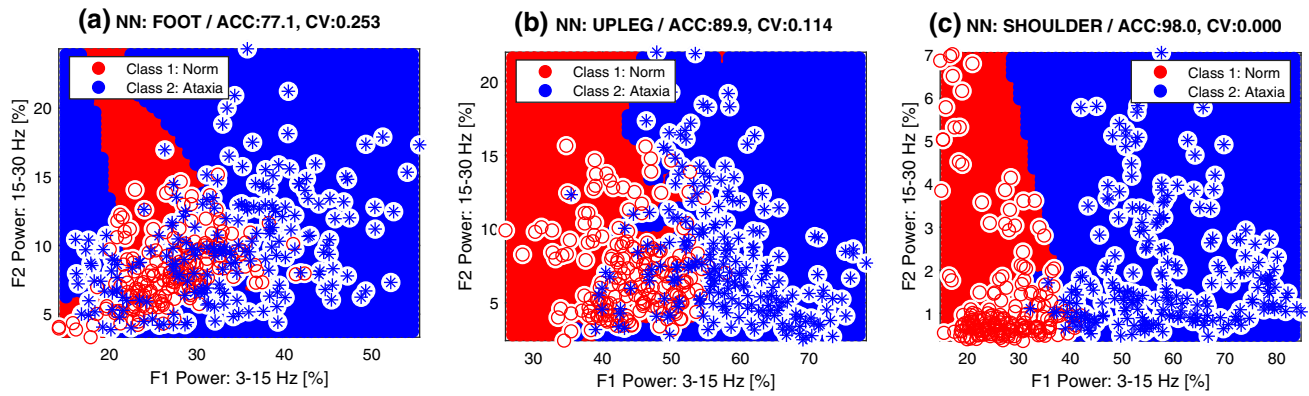 (a) NN: FOOT / ACC:77.1, CV:0.253
Class 1: Norm
Class 2: Ataxia
F2 Power: 15-30 Hz [%]
20
15
10
5
20 30 40 50
F1 Power: 3-15 Hz [%]
(b) NN: UPLEG / ACC:89.9, CV:0.114
Class 1: Norm
Class 2: Ataxia
F2 Power: 15-30 Hz [%]
20
15
10
5
30 40 50 60 70
F1 Power: 3-15 Hz [%]
(c) NN: SHOULDER / ACC:98.0, CV:0.000
Class 1: Norm
Class 2: Ataxia
F2 Power: 15-30 Hz [%]
7
6
5
4
3
2
1
20 30 40 50 60 70 80
F1 Power: 3-15 Hz [%]